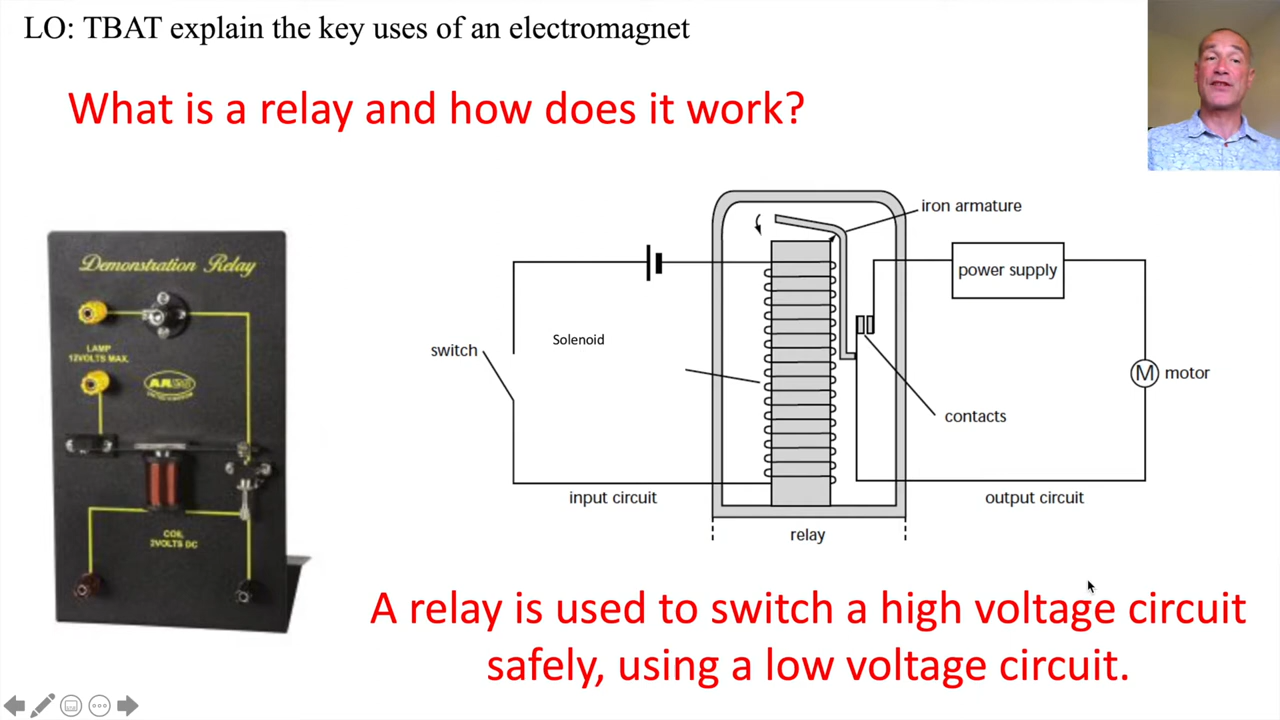 LO: TBAT explain the key uses of an electromagnet
What is a relay and how does it work?
Demonstration Relay
LAMP
12VOLTS MAX.
COIL
2VOLTS DC
iron armature
power supply
Solenoid
switch
M
motor
contacts
input circuit
output circuit
relay
A relay is used to switch a high voltage circuit
safely, using a low voltage circuit.